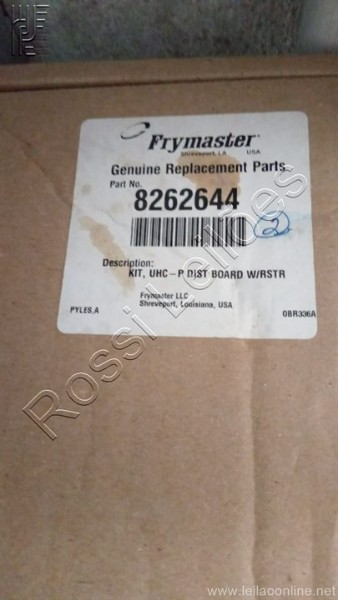 Frymaster
Shreveport, LA USA
Genuine Replacement Parts
Part No.
8262644
2
Description:
KIT, UHC-P DIST BOARD W/RSTR
Frymaster LLC
Shreveport, Louisiana, USA
PYLES,A
0BR336A
Rossi Leilões
www.leilaoonline.net